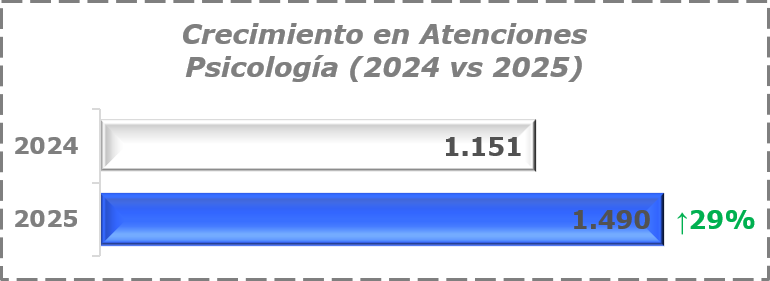 Crecimiento en Atenciones
Psicología (2024 vs 2025)
2024 1.151
2025 1.490 ↑29%